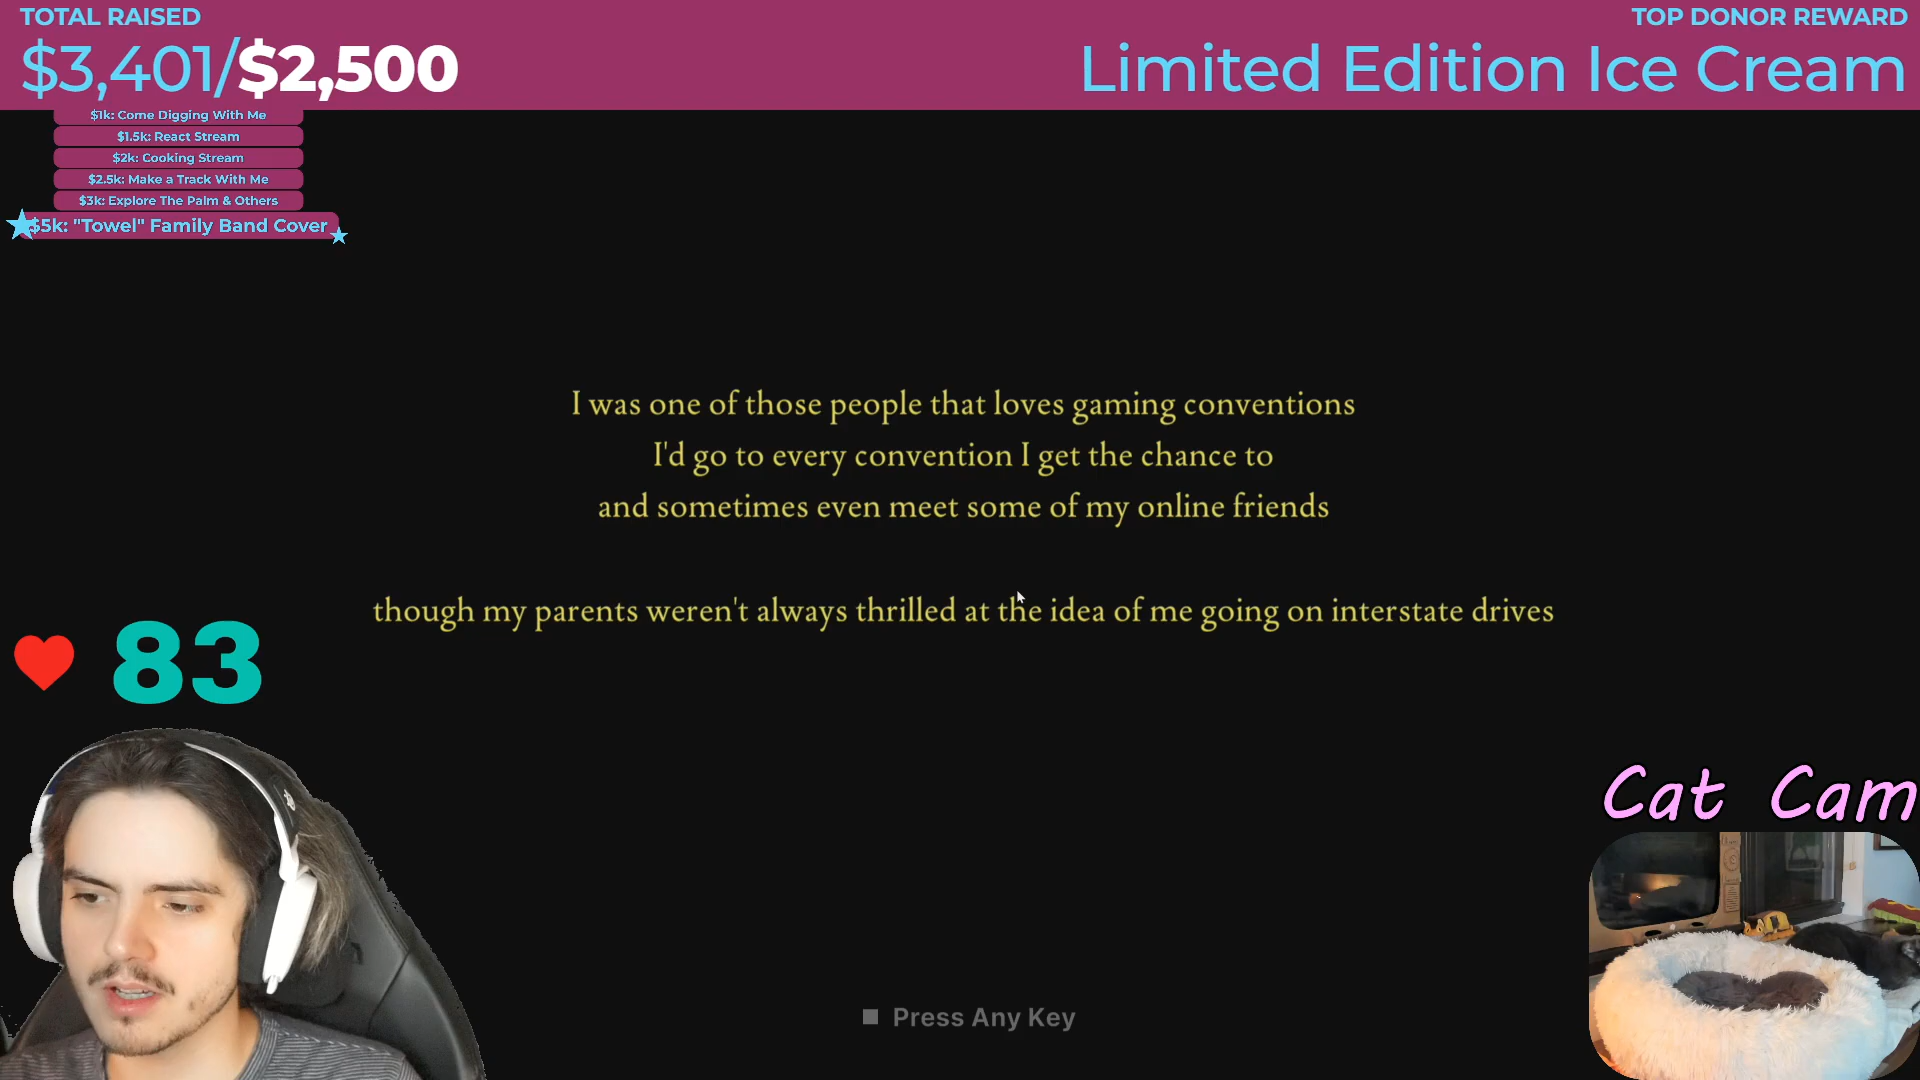 TOTAL RAISED
$3,401/$2,500
TOP DONOR REWARD
Limited Edition Ice Cream
$1k: Come Digging With Me
$1.5k: React Stream
$2k: Cooking Stream
$2.5k: Make a Track With Me
$3k: Explore The Palm & Others
$5k: "Towel" Family Band Cover
I was one of those people that loves gaming conventions
I'd go to every convention I get the chance to
and sometimes even meet some of my online friends
though my parents weren't always thrilled at the idea of me going on interstate drives
83
Cat Cam
Press Any Key